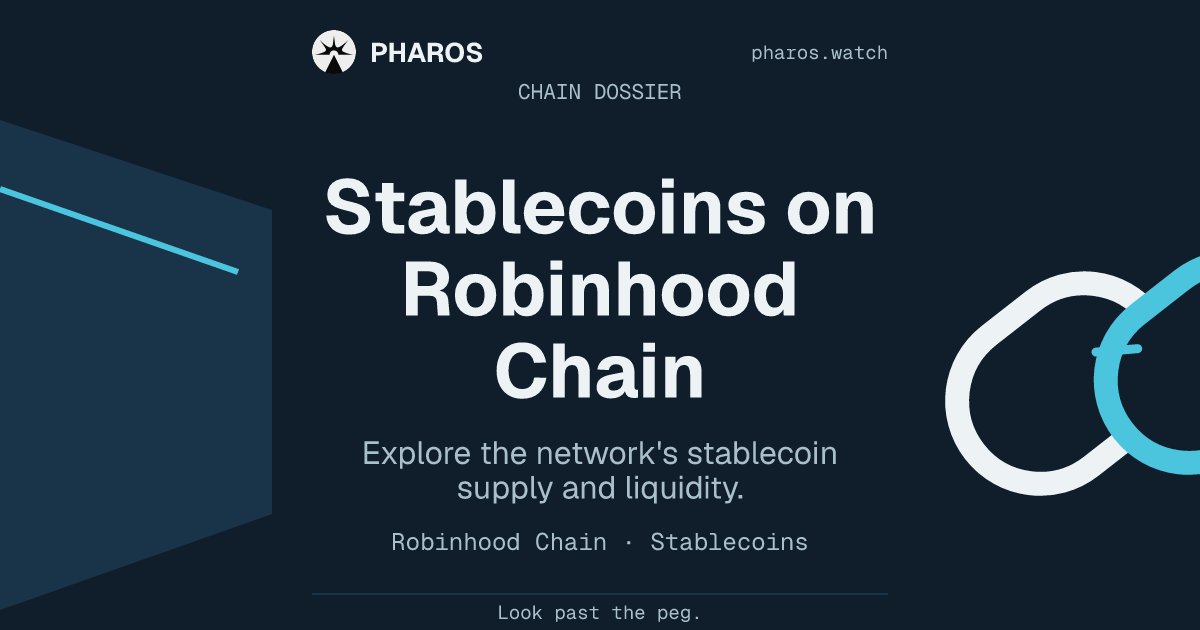 PHAROS
pharos.watch
CHAIN DOSSIER
Stablecoins on
Robinhood
Chain
Explore the network's stablecoin
supply and liquidity.
Robinhood Chain · Stablecoins
Look past the peg.